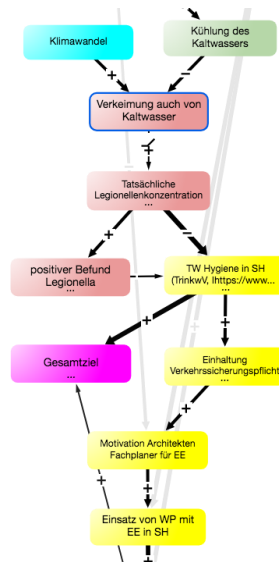 Klimawandel
Kühlung des
Kaltwassers
+
−
Verkeimung auch von
Kaltwasser
+
Tatsächliche
Legionellenkonzentration
...
+
−
positiver Befund
Legionella
...
TW Hygiene in SH
(TrinkwV, lhttps://www...
...
+
+
Gesamtziel
...
Einhaltung
Verkehrssicherungspflicht
...
+
Motivation Architekten
Fachplaner für EE
+
+
Einsatz von WP mit
EE in SH
+